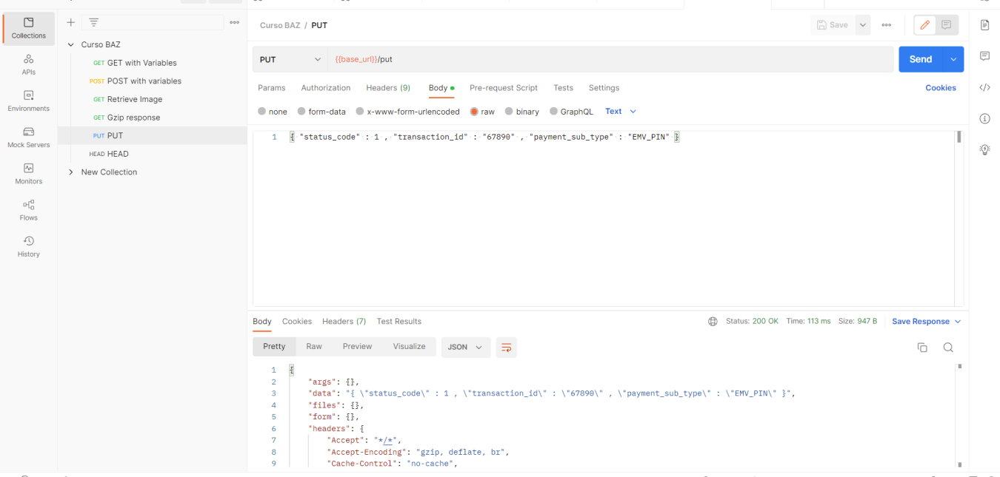 Collections
APIs
Environments
Mock Servers
Monitors
Flows
History
Curso BAZ
GET GET with Variables
POST POST with variables
GET Retrieve Image
GET Gzip response
PUT PUT
HEAD HEAD
New Collection
Curso BAZ / PUT
Save
PUT {{base_url}}/put
Send
Params Authorization Headers (9) Body Pre-request Script Tests Settings
Cookies
none form-data x-www-form-urlencoded raw binary GraphQL Text
1 { "status_code" : 1 , "transaction_id" : "67890" , "payment_sub_type" : "EMV_PIN" }
Body Cookies Headers (7) Test Results
Status: 200 OK Time: 113 ms Size: 947 B Save Response
Pretty Raw Preview Visualize JSON
1 {
2 "args": {},
3 "data": "{ \"status_code\" : 1 , \"transaction_id\" : \"67890\" , \"payment_sub_type\" : \"EMV_PIN\" }",
4 "files": {},
5 "form": {},
6 "headers": {
7 "Accept": "*/*",
8 "Accept-Encoding": "gzip, deflate, br",
9 "Cache-Control": "no-cache",